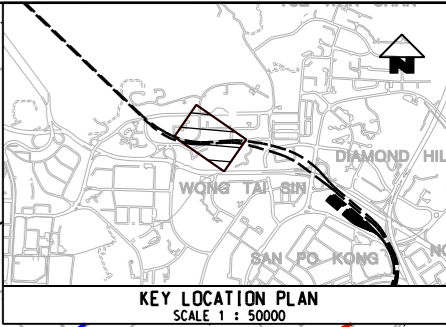 N
DIAMOND HIL
WONG TAI SIN
SAN PO KONG
KEY LOCATION PLAN
SCALE 1 : 50000